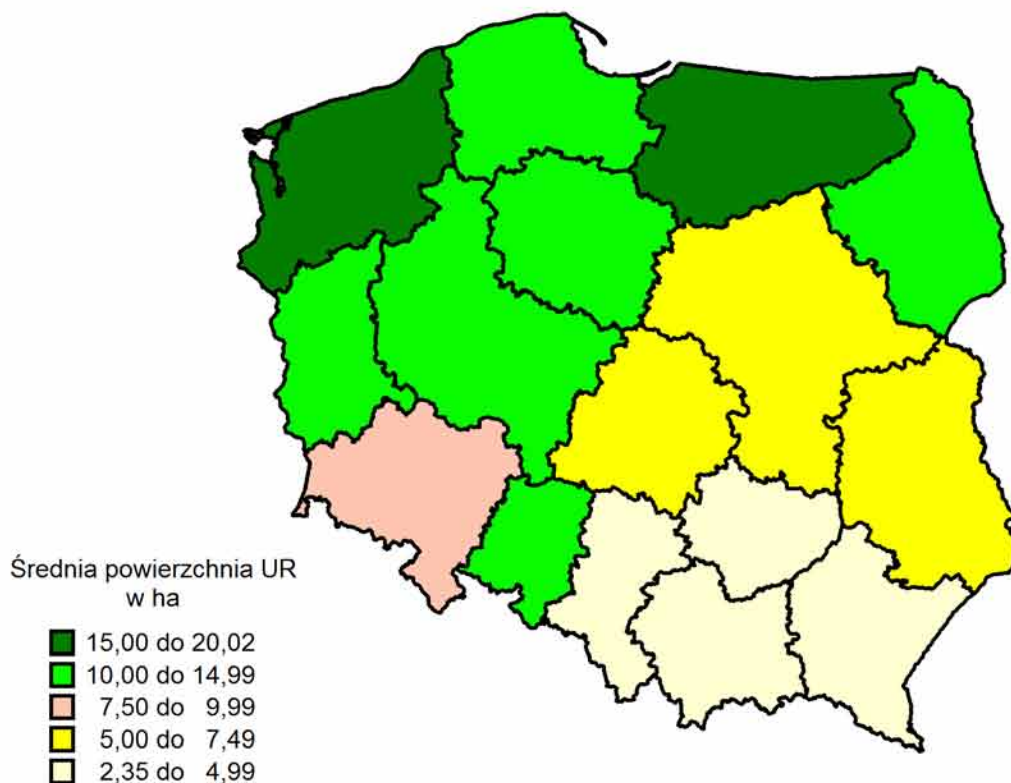 Średnia powierzchnia UR
w ha
15,00 do 20,02
10,00 do 14,99
7,50 do 9,99
5,00 do 7,49
2,35 do 4,99